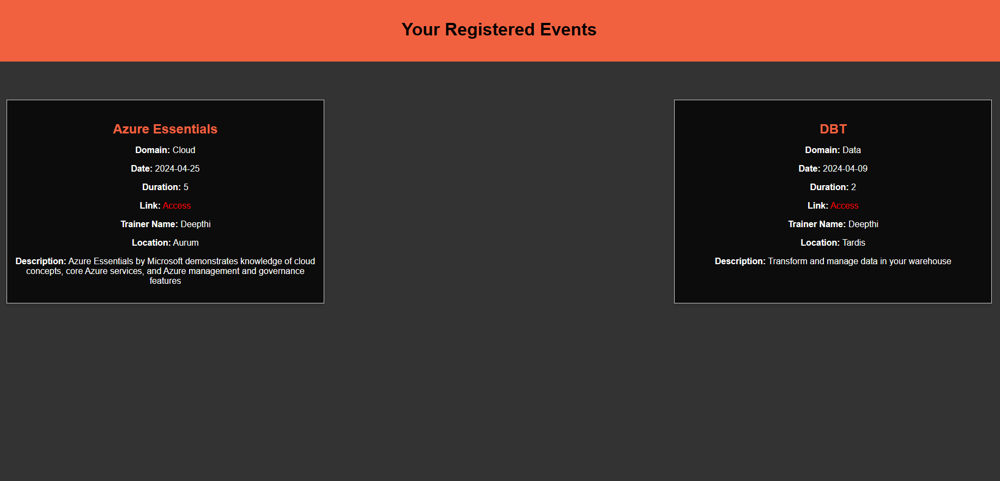 Your Registered Events
Azure Essentials
Domain: Cloud
Date: 2024-04-25
Duration: 5
Link: Access
Trainer Name: Deepthi
Location: Aurum
Description: Azure Essentials by Microsoft demonstrates knowledge of cloud
concepts, core Azure services, and Azure management and governance
features
DBT
Domain: Data
Date: 2024-04-09
Duration: 2
Link: Access
Trainer Name: Deepthi
Location: Tardis
Description: Transform and manage data in your warehouse